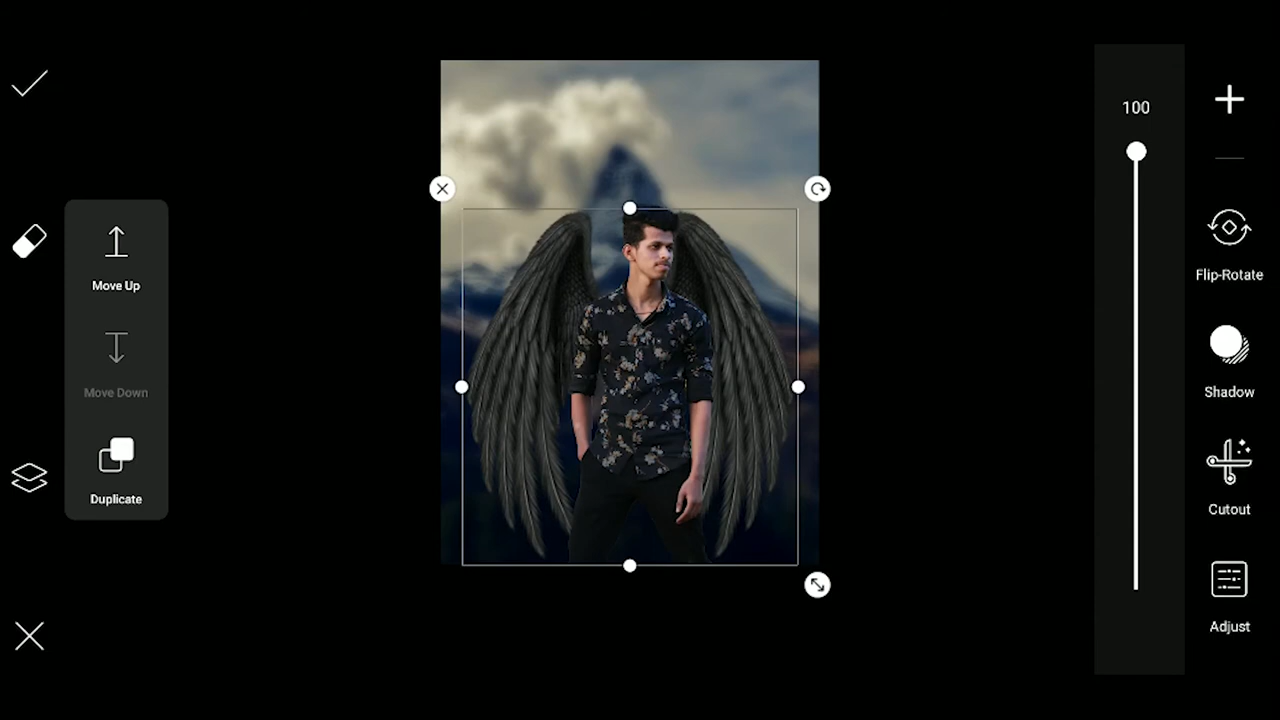 Move Up
Move Down
Duplicate
100
Flip-Rotate
Shadow
Cutout
Adjust